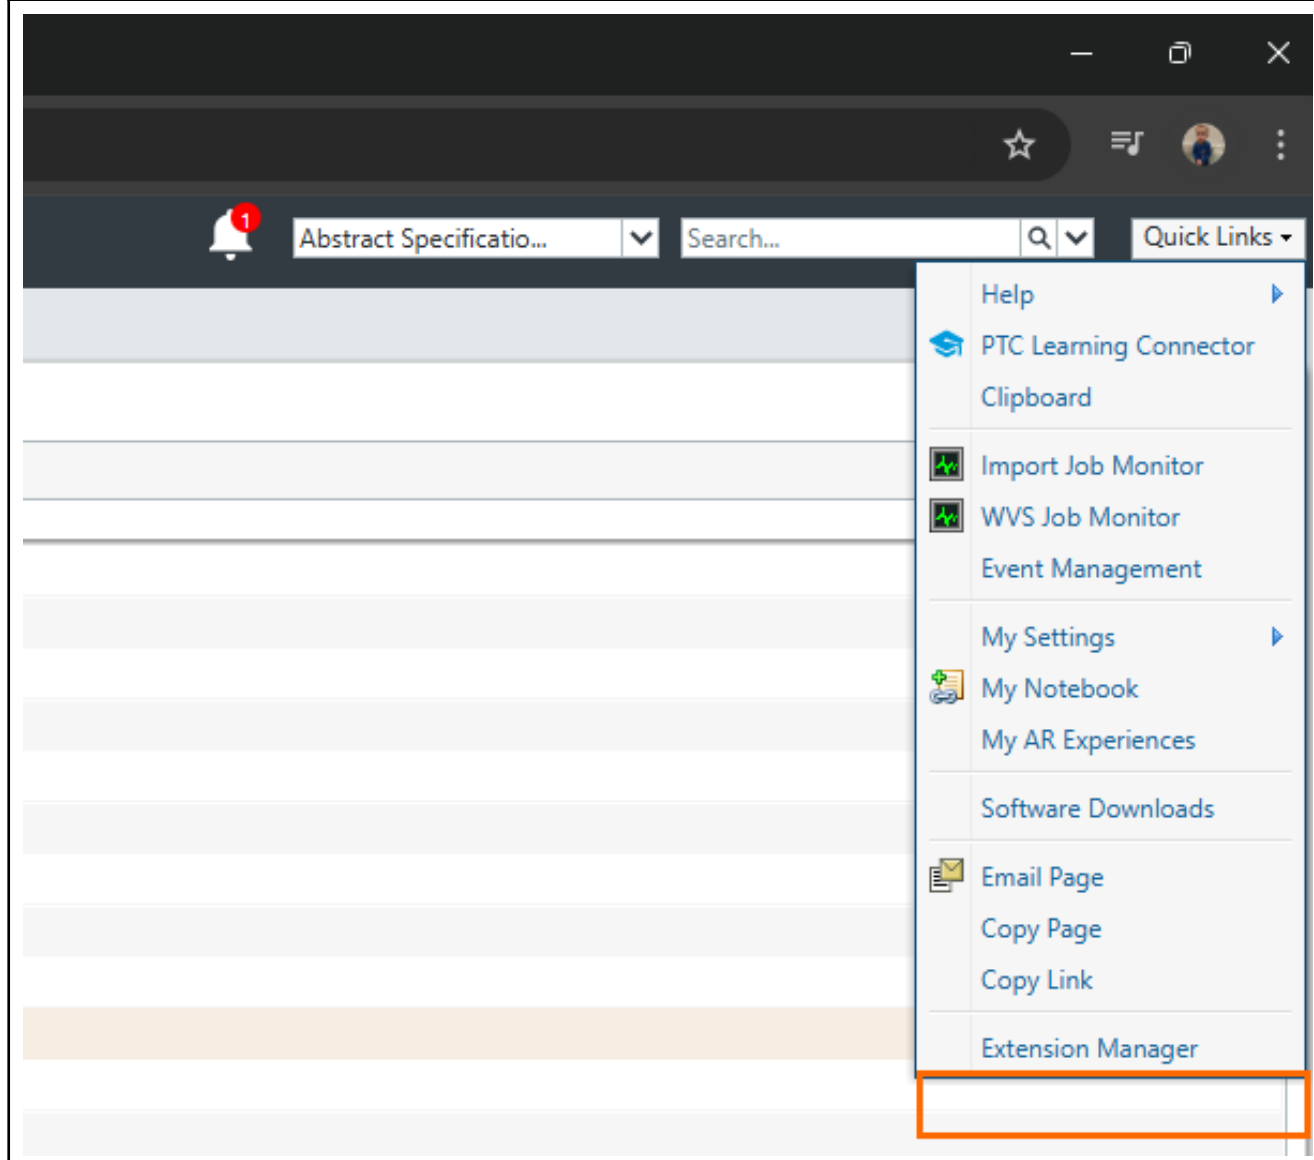 1
Abstract Specificatio...
Search...
Quick Links
Help
PTC Learning Connector
Clipboard
Import Job Monitor
WVS Job Monitor
Event Management
My Settings
My Notebook
My AR Experiences
Software Downloads
Email Page
Copy Page
Copy Link
Extension Manager